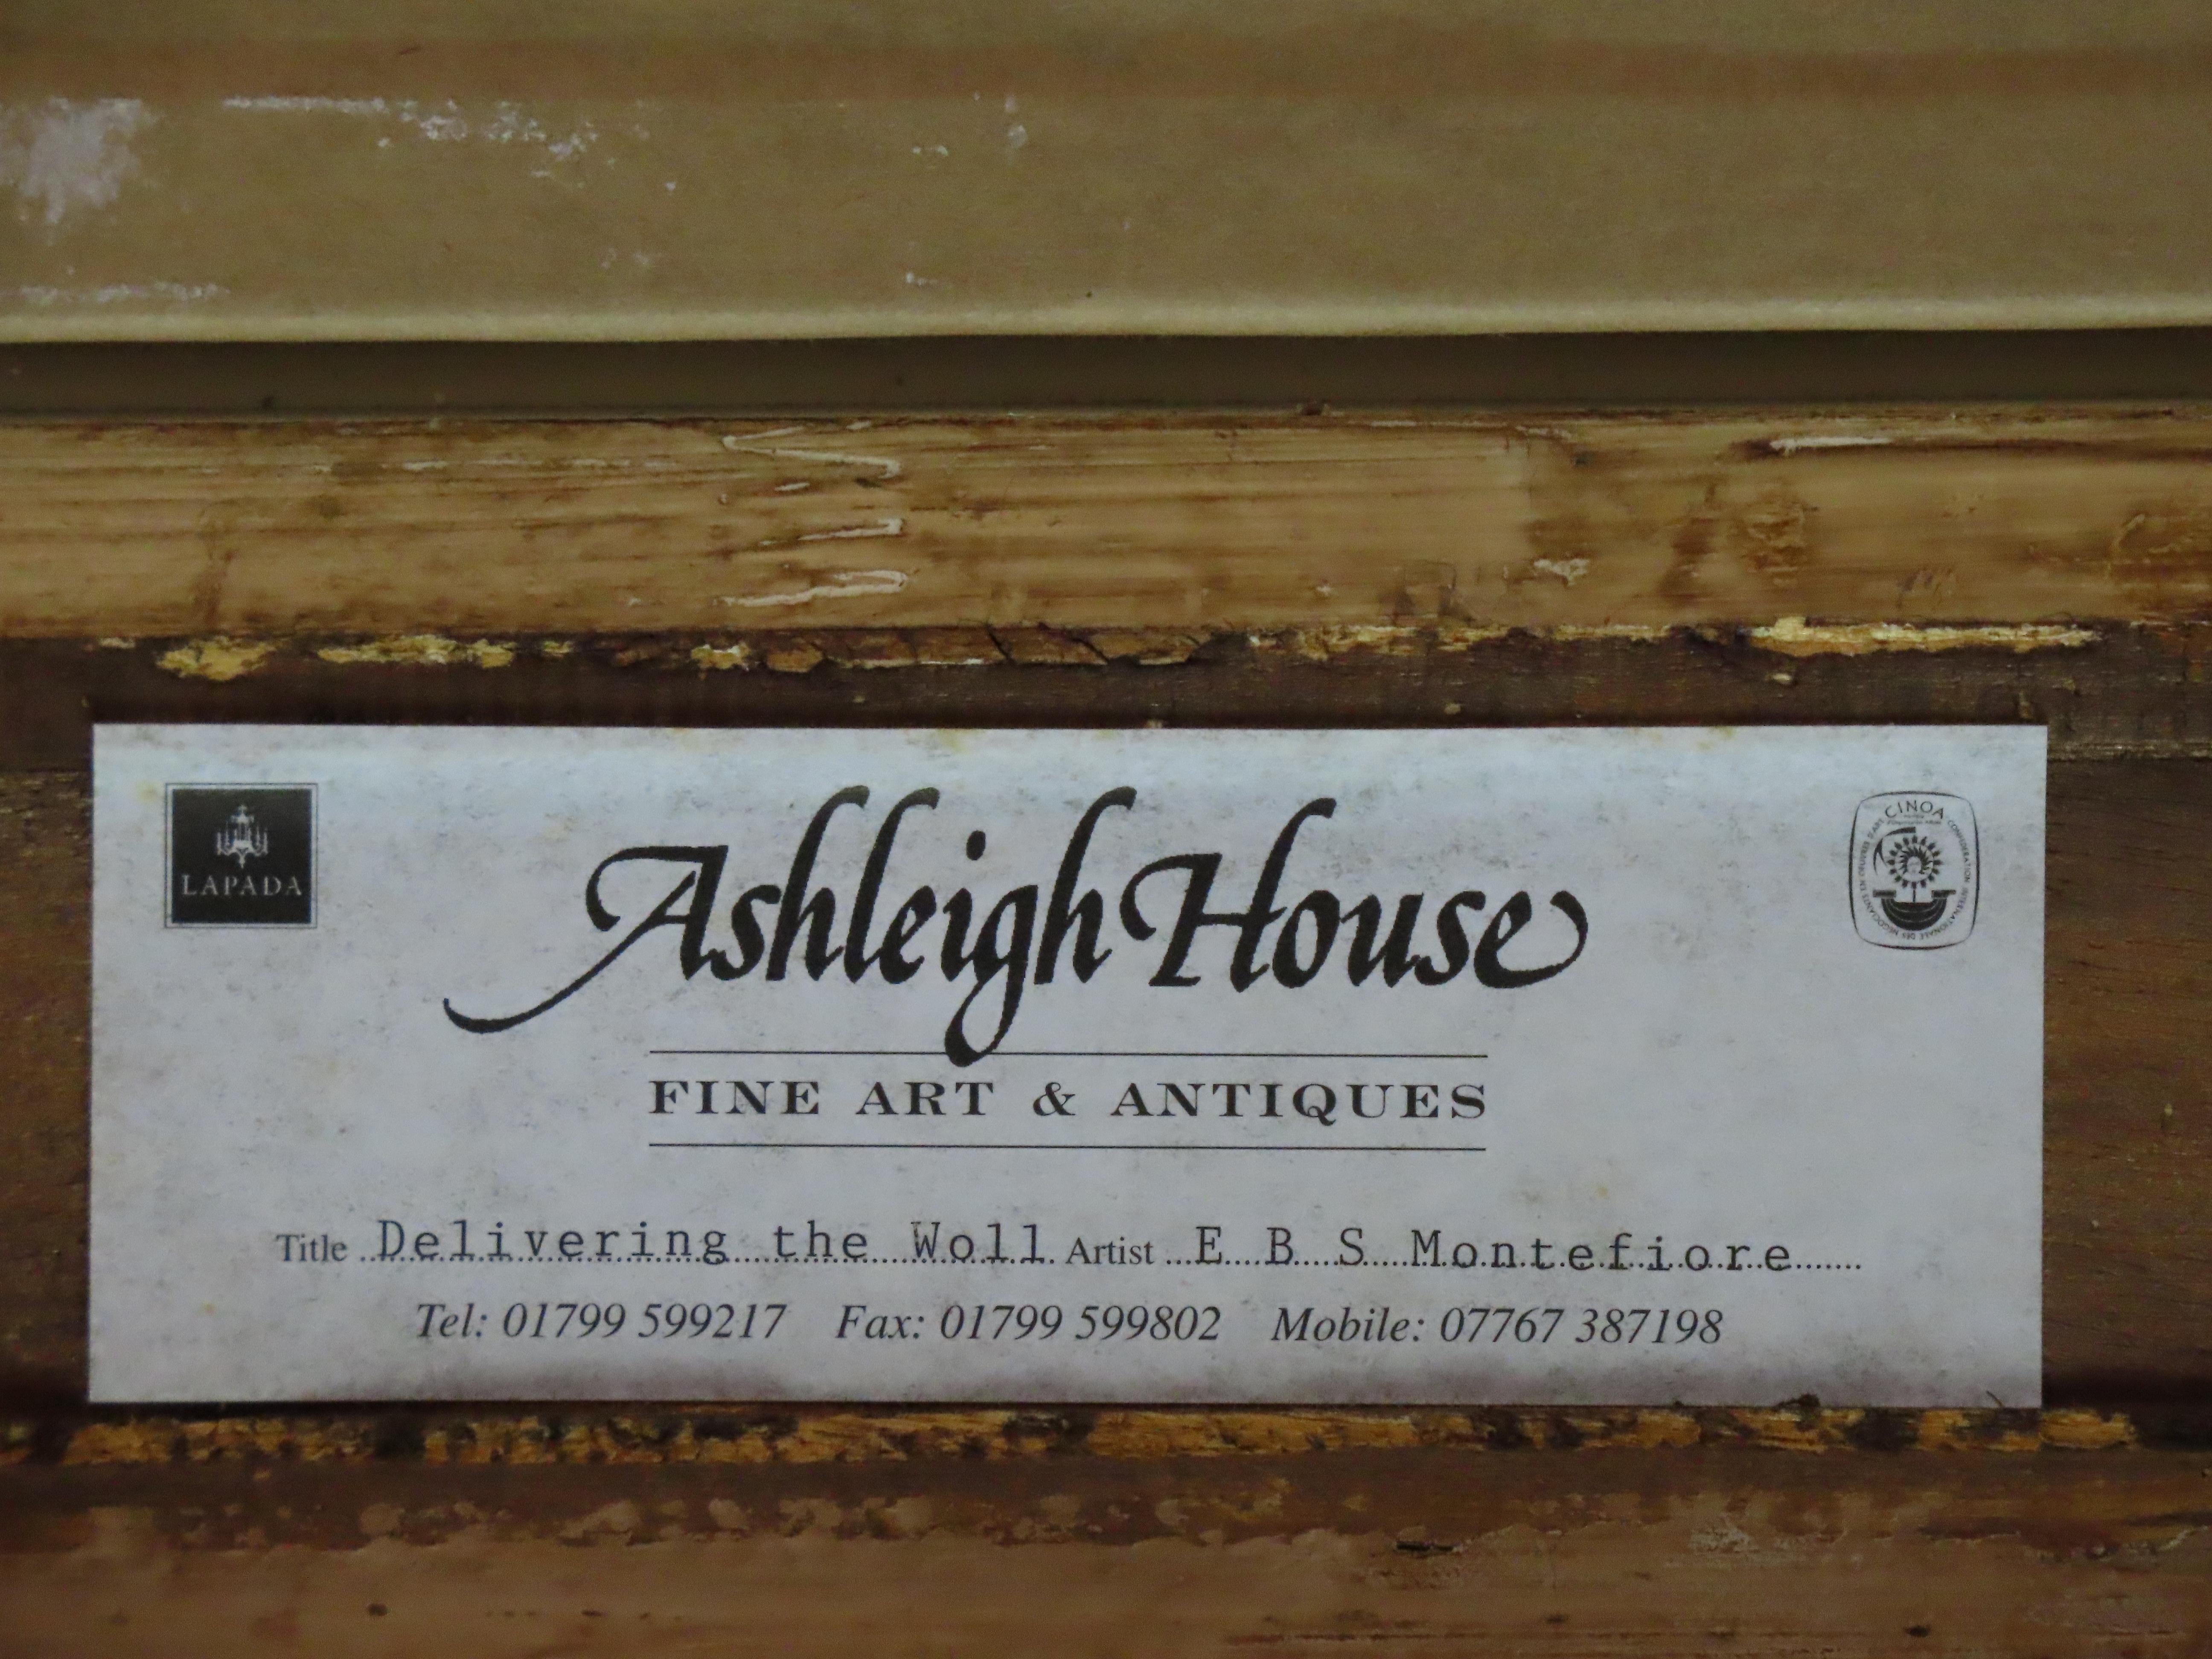 LAPADA
CINOA
Ashleigh House
FINE ART & ANTIQUES
Title Delivering the Woll Artist E B S Montefiore
Tel: 01799 599217 Fax: 01799 599802 Mobile: 07767 387198